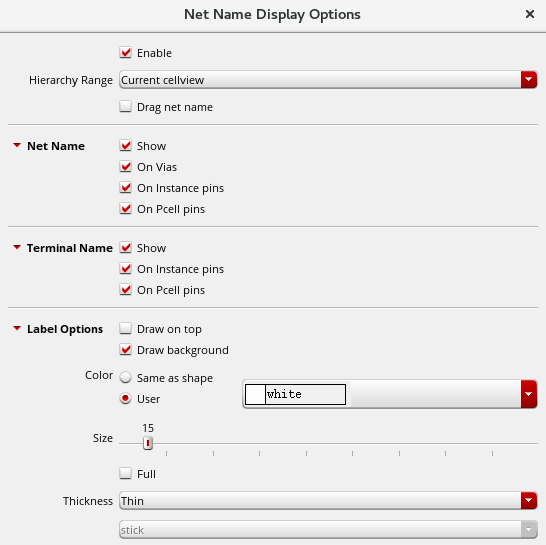 Net Name Display Options
Enable
Hierarchy Range Current cellview
Drag net name
Net Name Show
On Vias
On Instance pins
On Pcell pins
Terminal Name Show
On Instance pins
On Pcell pins
Label Options Draw on top
Draw background
Color Same as shape
User white
15
Size
Full
Thickness Thin
stick